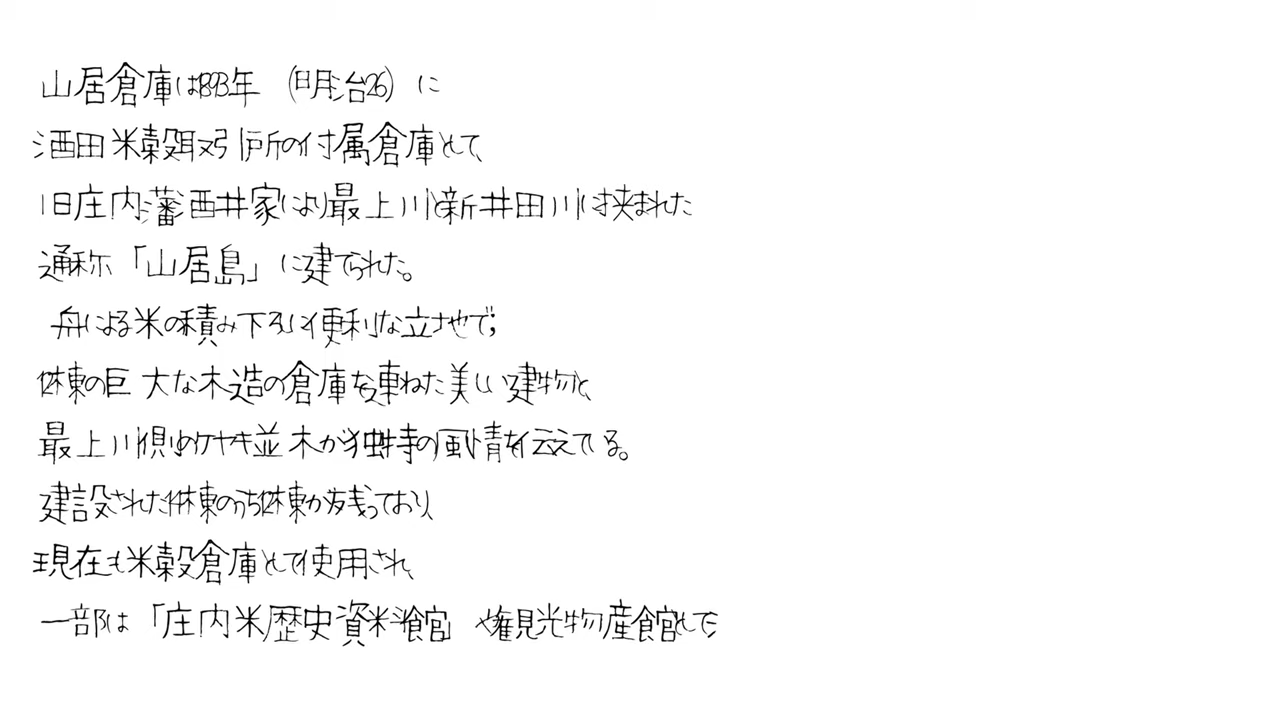 山居倉庫は1893年（明治26）に
酒田米穀取引所の付属倉庫として、
旧庄内藩酒井家により最上川と新井田川に挟まれた
通称「山居島」に建てられた。
舟による米の積み下ろしに便利な立地で、
体東の巨大な木造の倉庫を連ねた美しい建物と、
最上川側のケヤキ並木が独特の風情を伝えてる。
建設された体東のうち体東が残っており、
現在も米穀倉庫として使用され、
一部は「庄内米歴史資料館」や観光物産館として